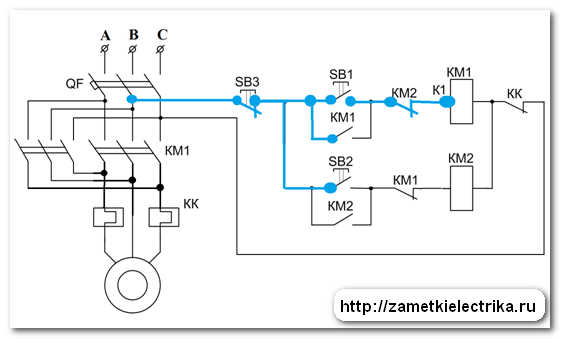 A B C
QF
SB3
SB1
KM2
K1
KM1
KK
KM1
KM1
SB2
KM1
KM2
KM2
KK
http://zametkielectrika.ru